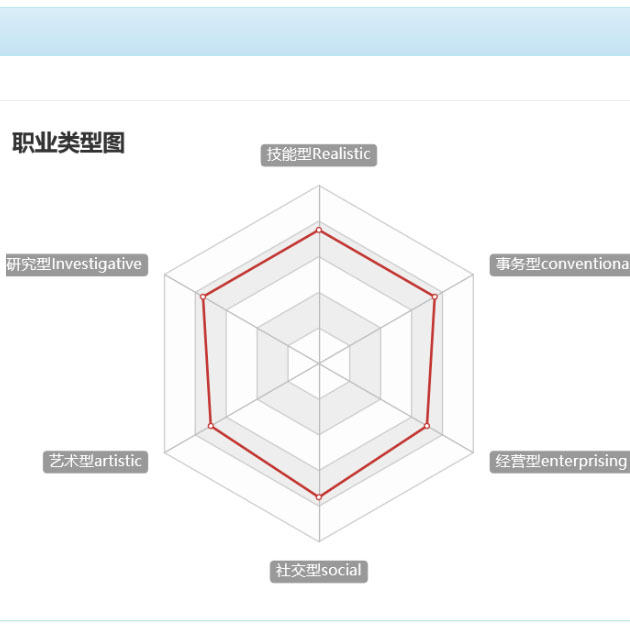 职业类型图
技能型Realistic
研究型Investigative
事务型conventiona
艺术型artistic
经营型enterprising
社交型social